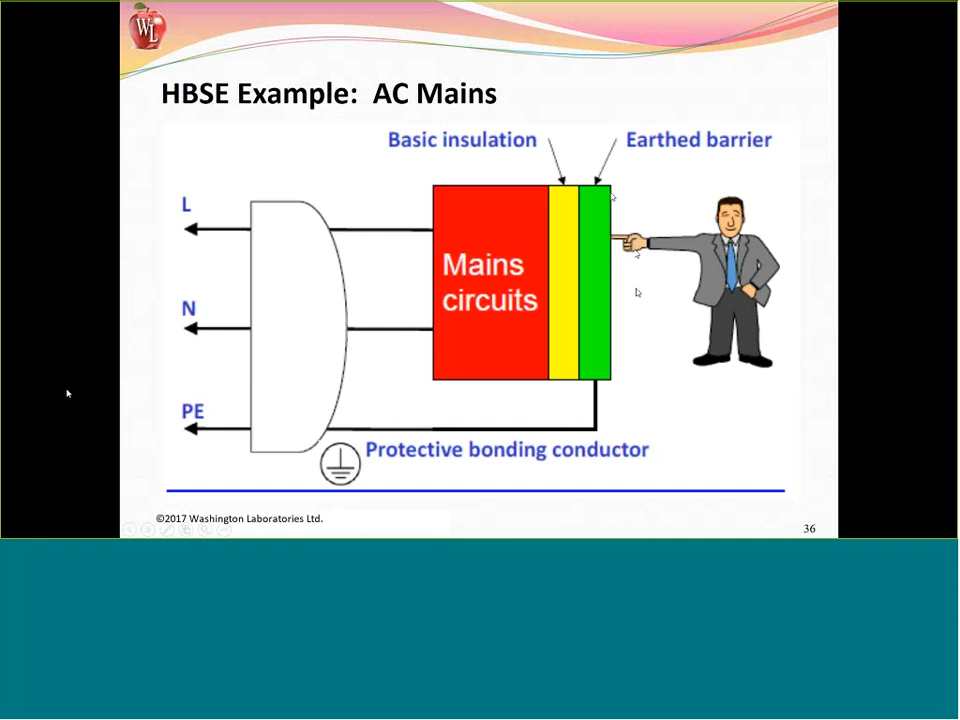 WL
HBSE Example: AC Mains
Basic insulation
Earthed barrier
L
Mains
circuits
N
PE
Protective bonding conductor
©2017 Washington Laboratories Ltd.
36